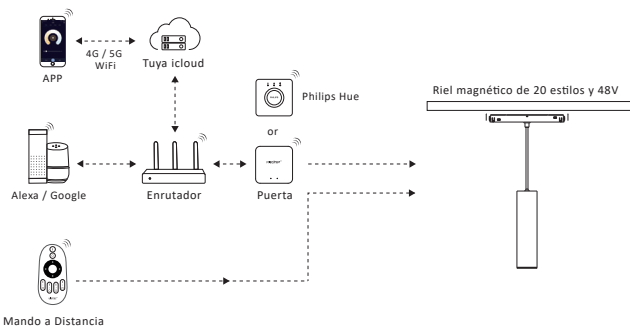 4G / 5G
WiFi
APP
Tuya icloud
Philips Hue
or
Riel magnético de 20 estilos y 48V
Alexa / Google
Enrutador
Puerta
Mando a Distancia